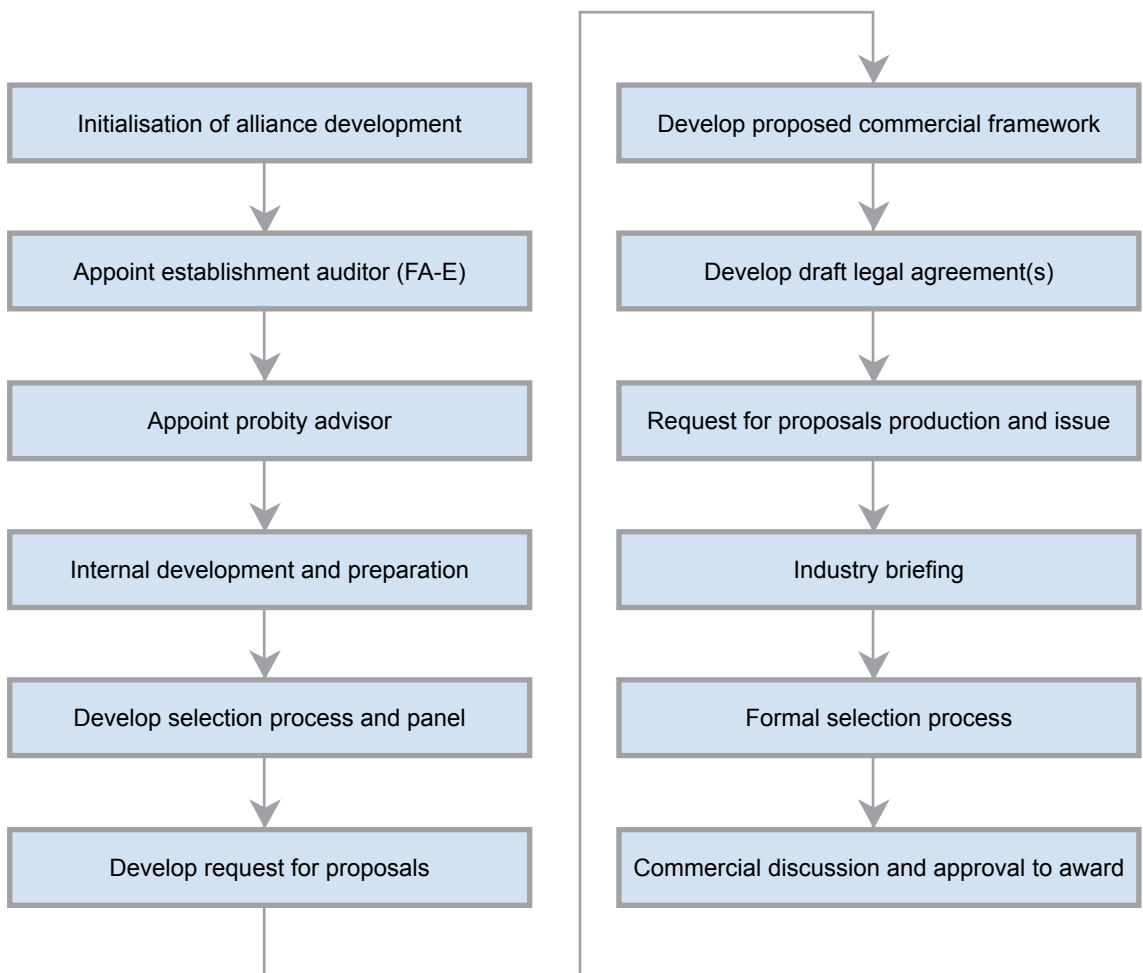 Initialisation of alliance development
Appoint establishment auditor (FA-E)
Appoint probity advisor
Internal development and preparation
Develop selection process and panel
Develop request for proposals
Develop proposed commercial framework
Develop draft legal agreement(s)
Request for proposals production and issue
Industry briefing
Formal selection process
Commercial discussion and approval to award